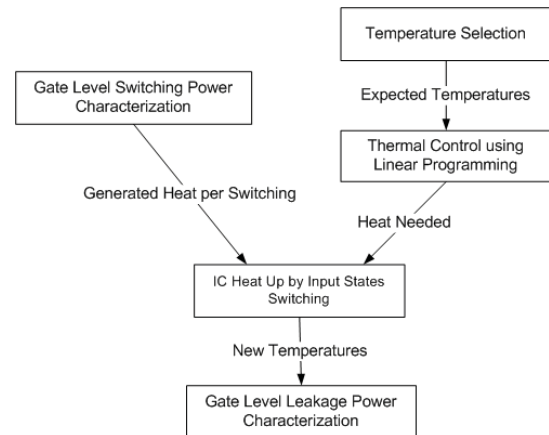 Temperature Selection
Gate Level Switching Power
Characterization
Expected Temperatures
Thermal Control using
Linear Programming
Generated Heat per Switching
Heat Needed
IC Heat Up by Input States
Switching
New Temperatures
Gate Level Leakage Power
Characterization